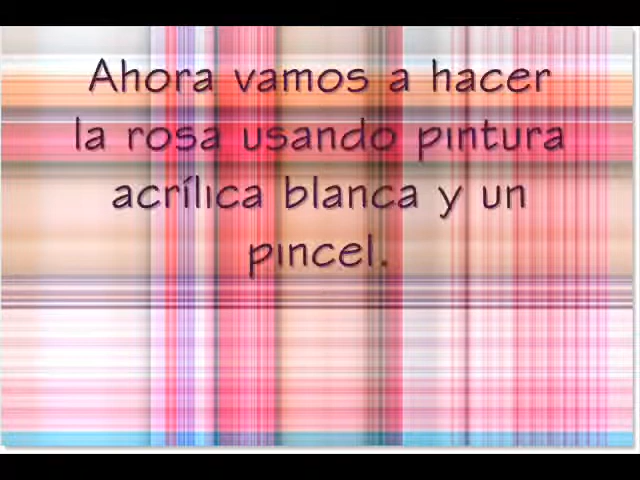 Ahora vamos a hacer
la rosa usando pintura
acrílica blanca y un
pincel.